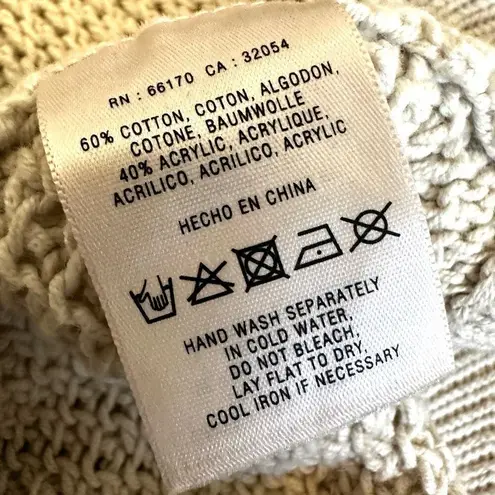 RN : 66170 CA : 32054
60% COTTON, COTON, ALGODON,
COTONE, BAUMWOLLE
40% ACRYLIC, ACRYLIQUE,
ACRILICO, ACRILICO, ACRYLIC
HECHO EN CHINA
HAND WASH SEPARATELY
IN COLD WATER,
DO NOT BLEACH,
LAY FLAT TO DRY,
COOL IRON IF NECESSARY